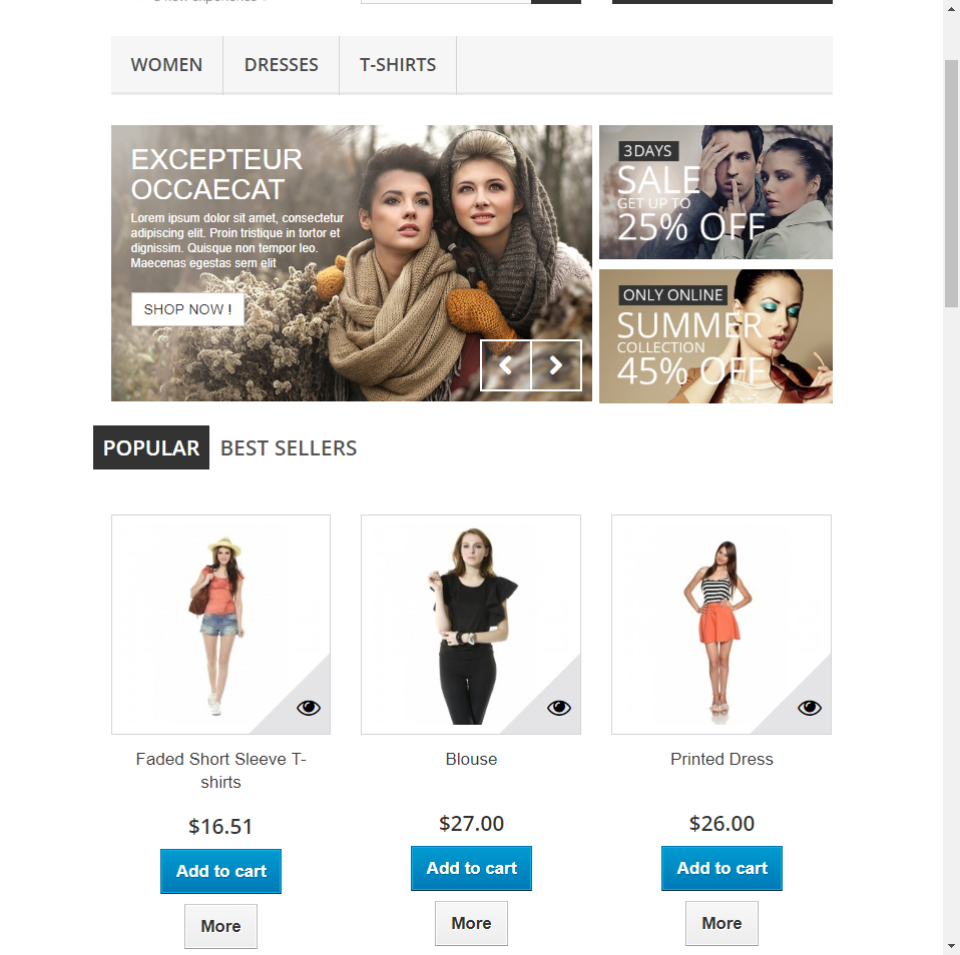 WOMEN DRESSES T-SHIRTS
EXCEPTEUR
OCCAECAT
Lorem ipsum dolor sit amet, consectetur
adipiscing elit. Proin tristique in tortor et
dignissim. Quisque non tempor leo.
Maecenas egestas sem elit
SHOP NOW !
3DAYS
SALE
GET UP TO
25% OFF
ONLY ONLINE
SUMMER
COLLECTION
45% OFF
POPULAR BEST SELLERS
Faded Short Sleeve T-
shirts
$16.51
Add to cart
More
Blouse
$27.00
Add to cart
More
Printed Dress
$26.00
Add to cart
More